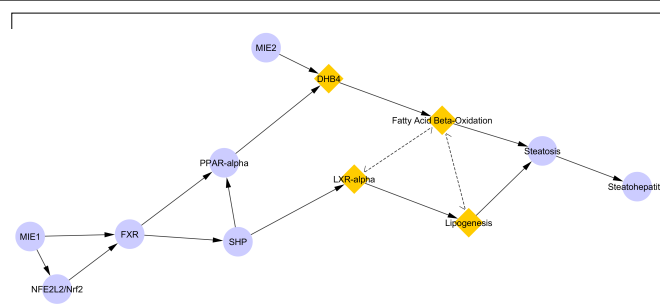 MIE2
DHB4
Fatty Acid Beta-Oxidation
Steatosis
PPAR-alpha
LXR-alpha
Steatohepatit
Lipogenesis
MIE1
FXR
SHP
NFE2L2/Nrf2